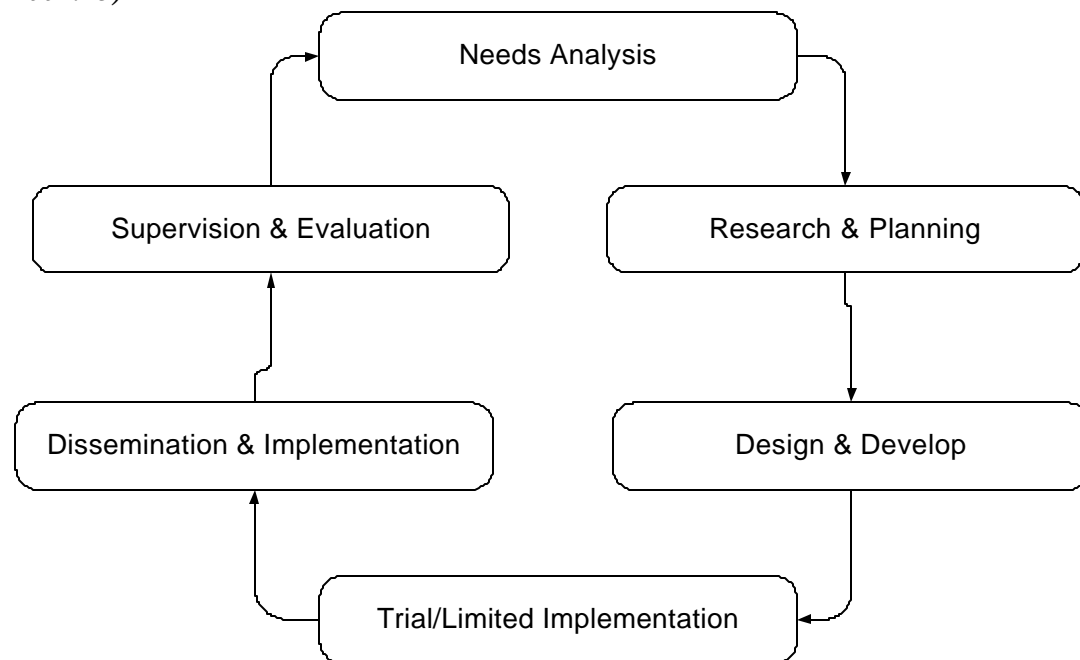 Needs Analysis
Supervision & Evaluation
Research & Planning
Dissemination & Implementation
Design & Develop
Trial/Limited Implementation